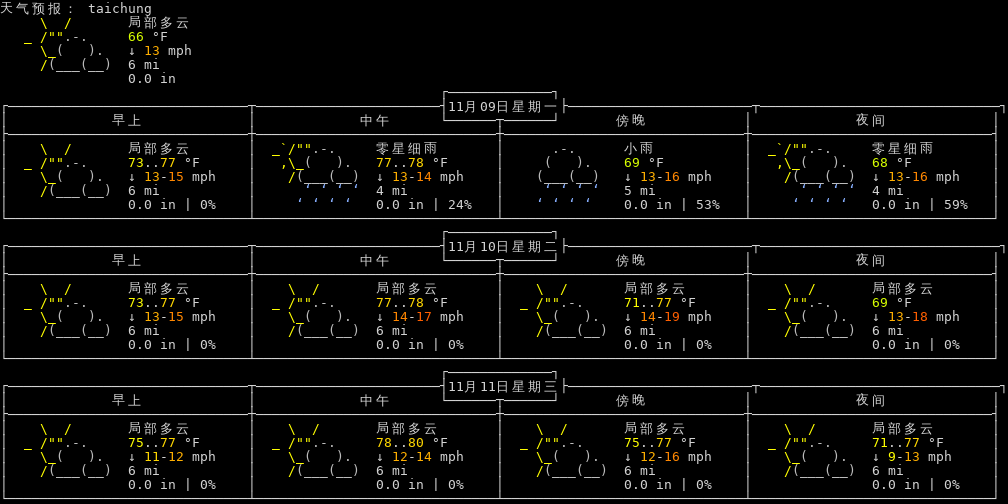 天气预报： taichung
局部多云
66 °F
↓ 13 mph
6 mi
0.0 in
11月09日星期一
早上 中午 傍晚 夜间
局部多云 零星细雨 小雨 零星细雨
73..77 °F 77..78 °F 69 °F 68 °F
↓ 13-15 mph ↓ 13-14 mph ↓ 13-16 mph ↓ 13-16 mph
6 mi 4 mi 5 mi 4 mi
0.0 in | 0% 0.0 in | 24% 0.0 in | 53% 0.0 in | 59%
11月10日星期二
早上 中午 傍晚 夜间
局部多云 局部多云 局部多云 局部多云
73..77 °F 77..78 °F 71..77 °F 69 °F
↓ 13-15 mph ↓ 14-17 mph ↓ 14-19 mph ↓ 13-18 mph
6 mi 6 mi 6 mi 6 mi
0.0 in | 0% 0.0 in | 0% 0.0 in | 0% 0.0 in | 0%
11月11日星期三
早上 中午 傍晚 夜间
局部多云 局部多云 局部多云 局部多云
75..77 °F 78..80 °F 75..77 °F 71..77 °F
↓ 11-12 mph ↓ 12-14 mph ↓ 12-16 mph ↓ 9-13 mph
6 mi 6 mi 6 mi 6 mi
0.0 in | 0% 0.0 in | 0% 0.0 in | 0% 0.0 in | 0%